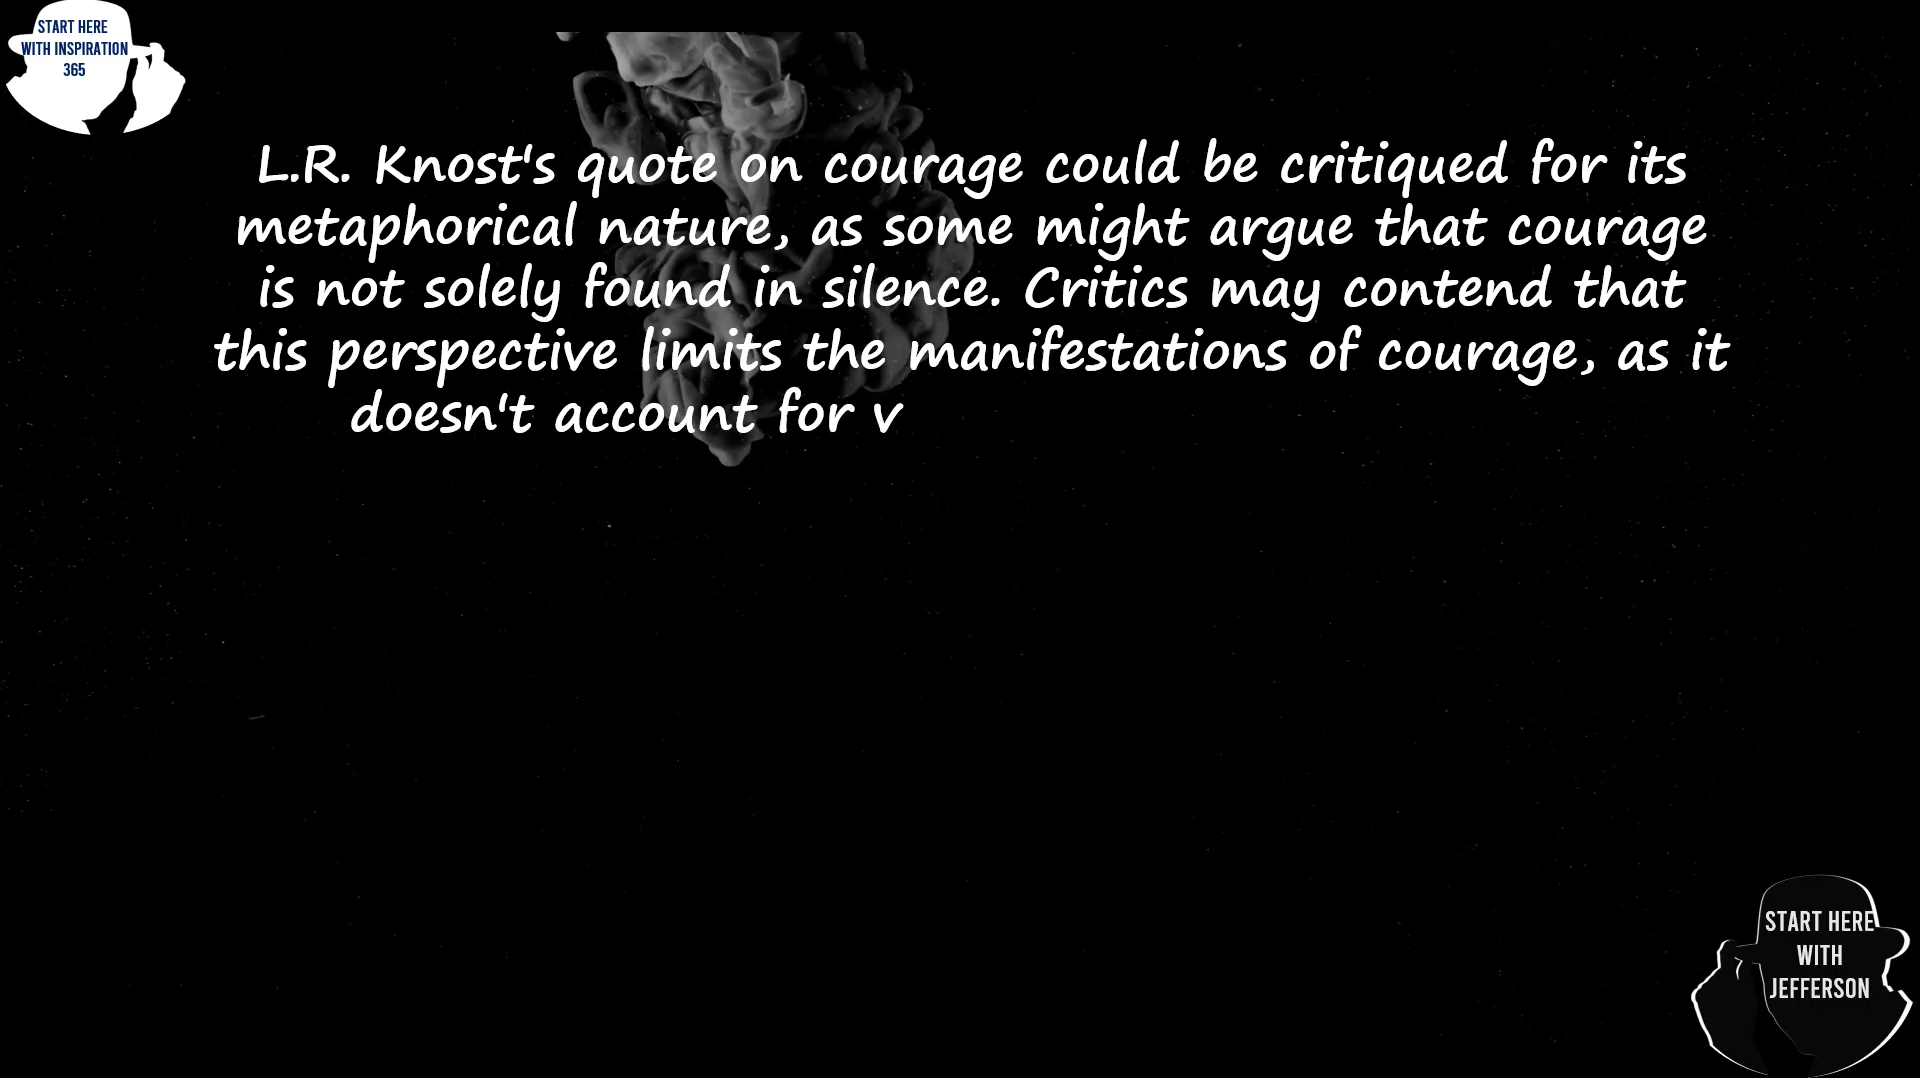 START HERE
WITH INSPIRATION
365
L.R. Knost's quote on courage could be critiqued for its
metaphorical nature, as some might argue that courage
is not solely found in silence. Critics may contend that
this perspective limits the manifestations of courage, as it
doesn't account for v
START HERE
WITH
JEFFERSON